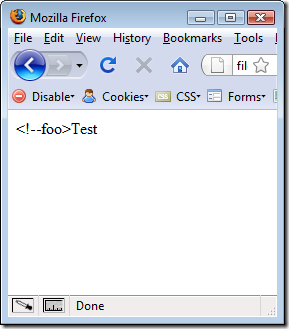 Mozilla Firefox
File Edit View History Bookmarks Tools
fil
Disable Cookies CSS Forms
<!--foo>Test
Done